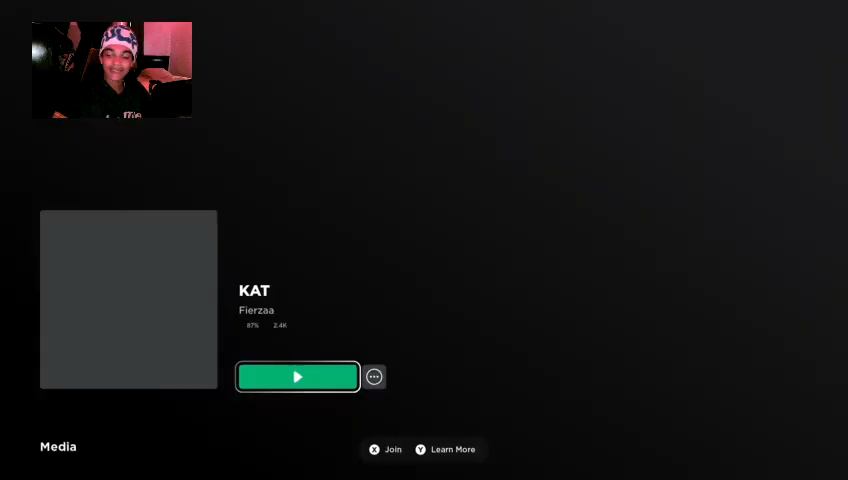 KAT
Fierzaa
87% 2.4K
Media
X Join Y Learn More